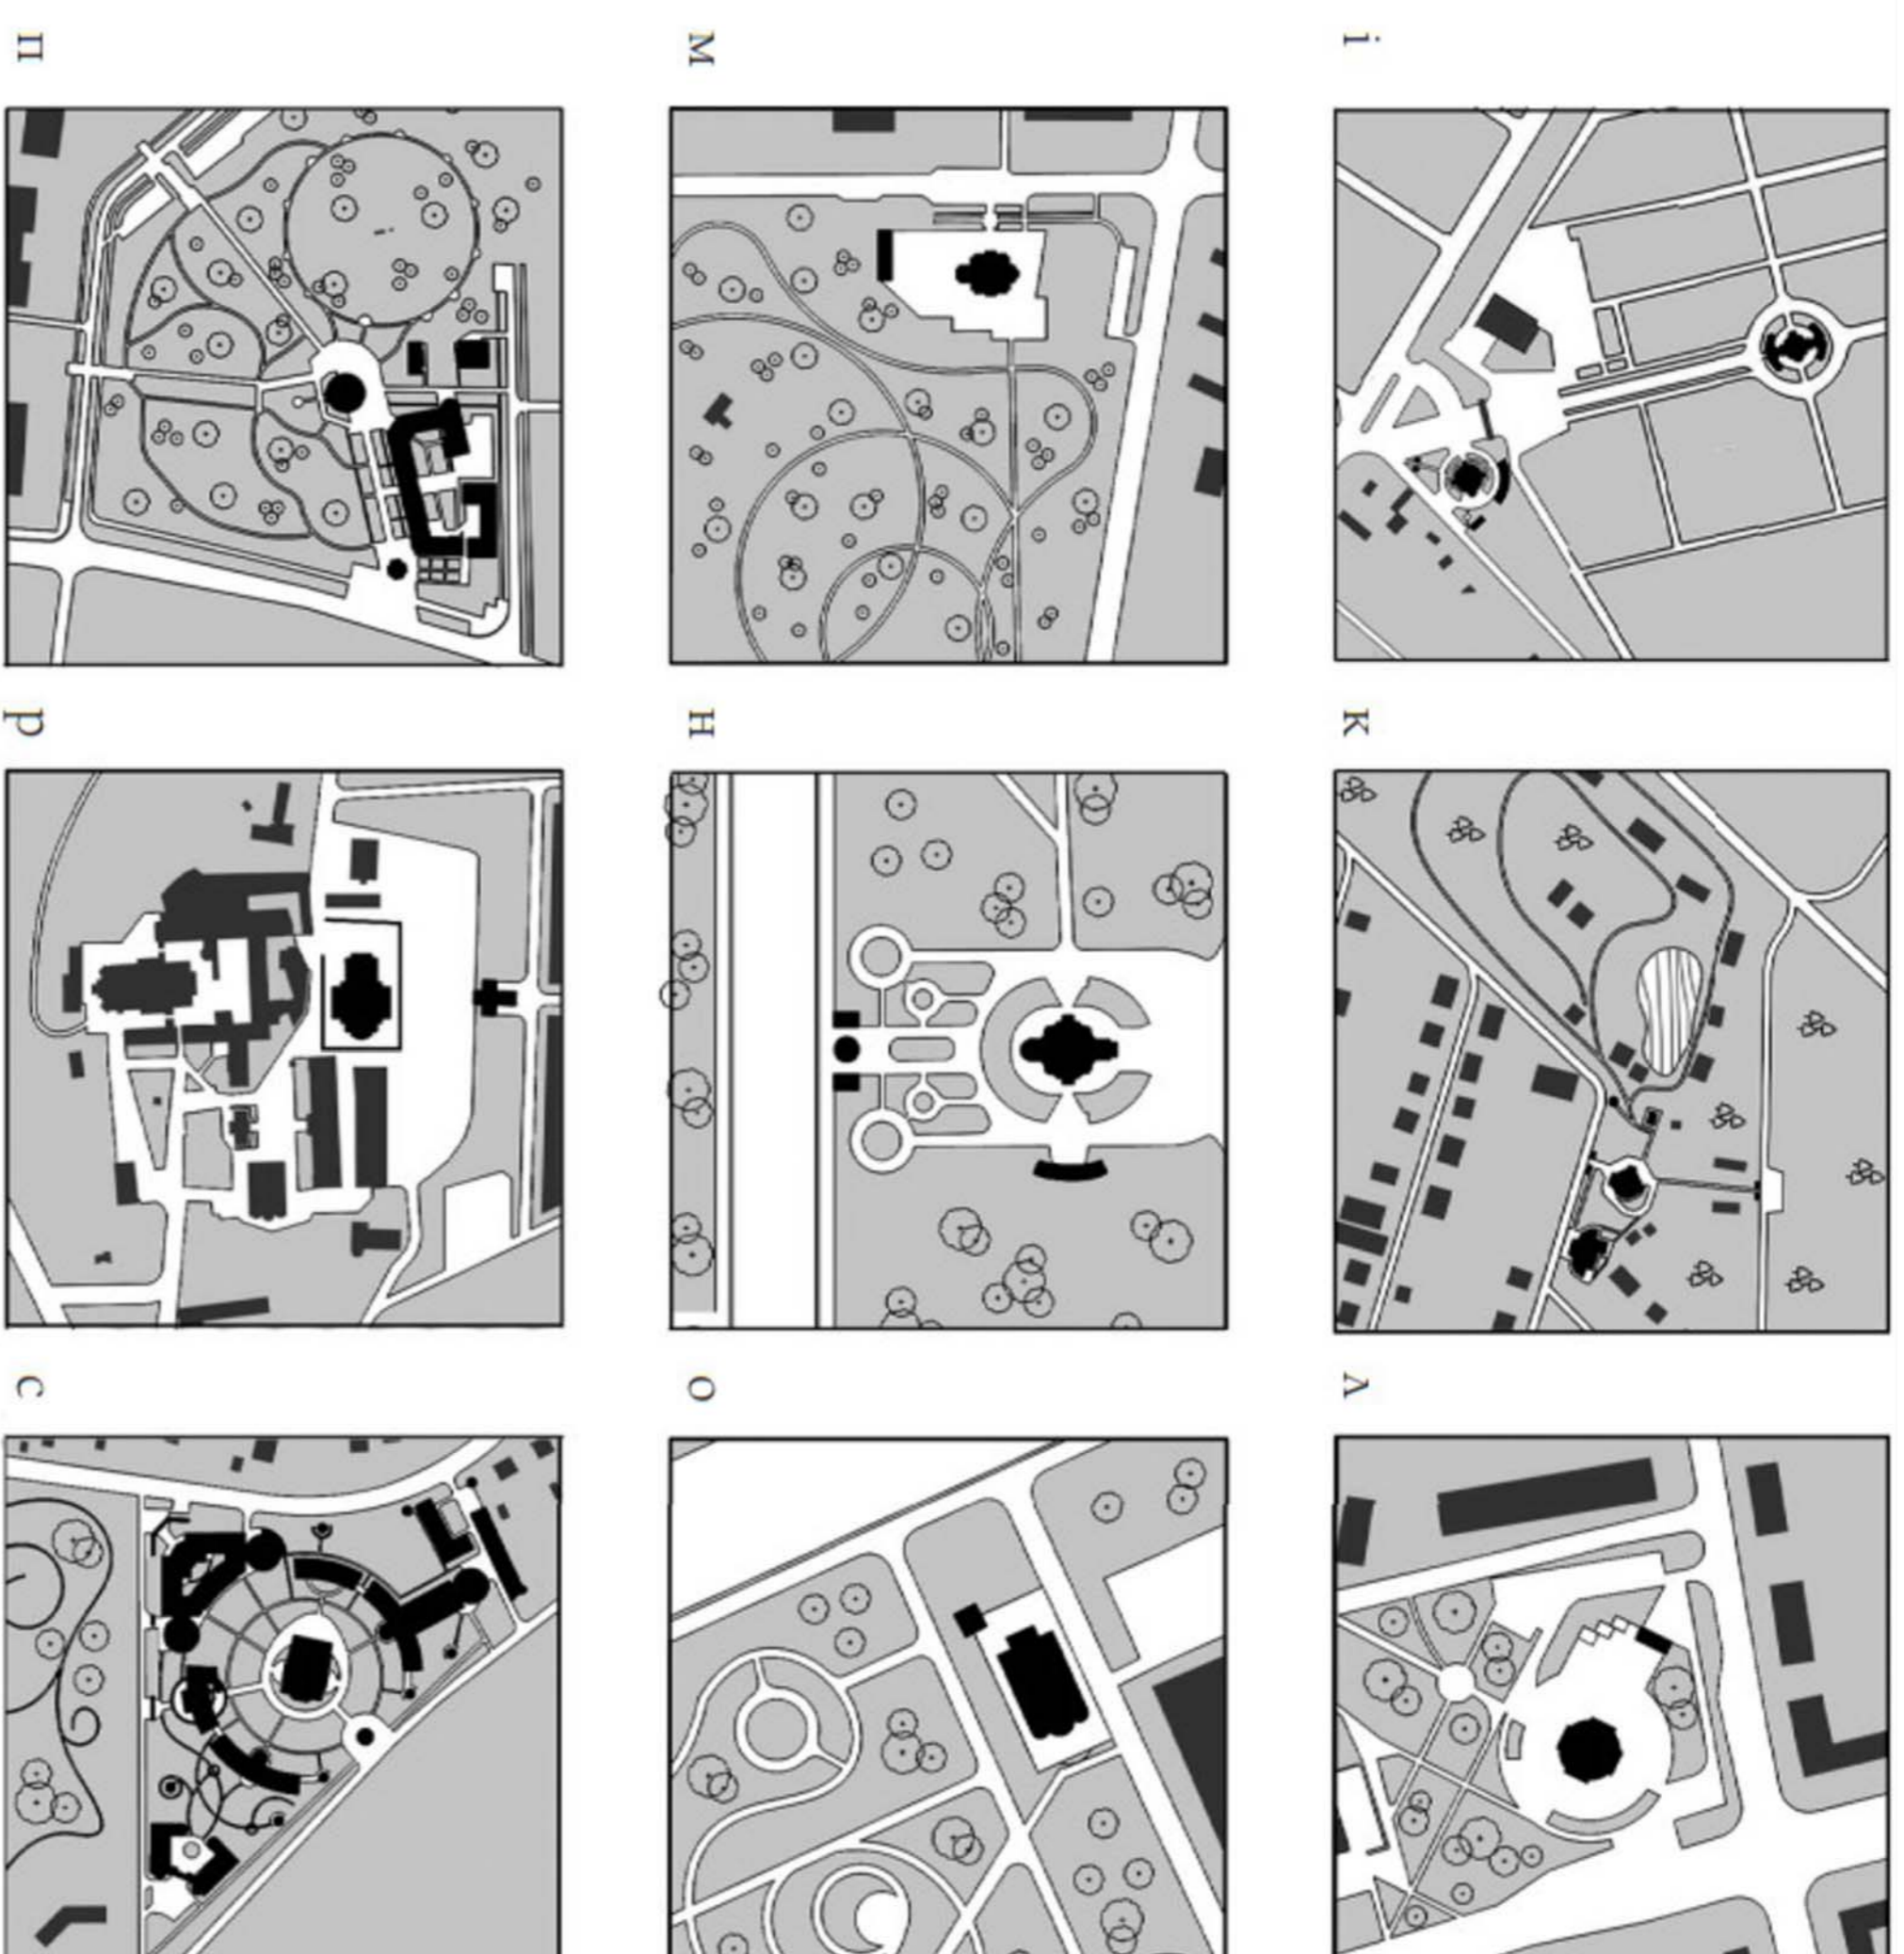 і к л
м н о
п р с